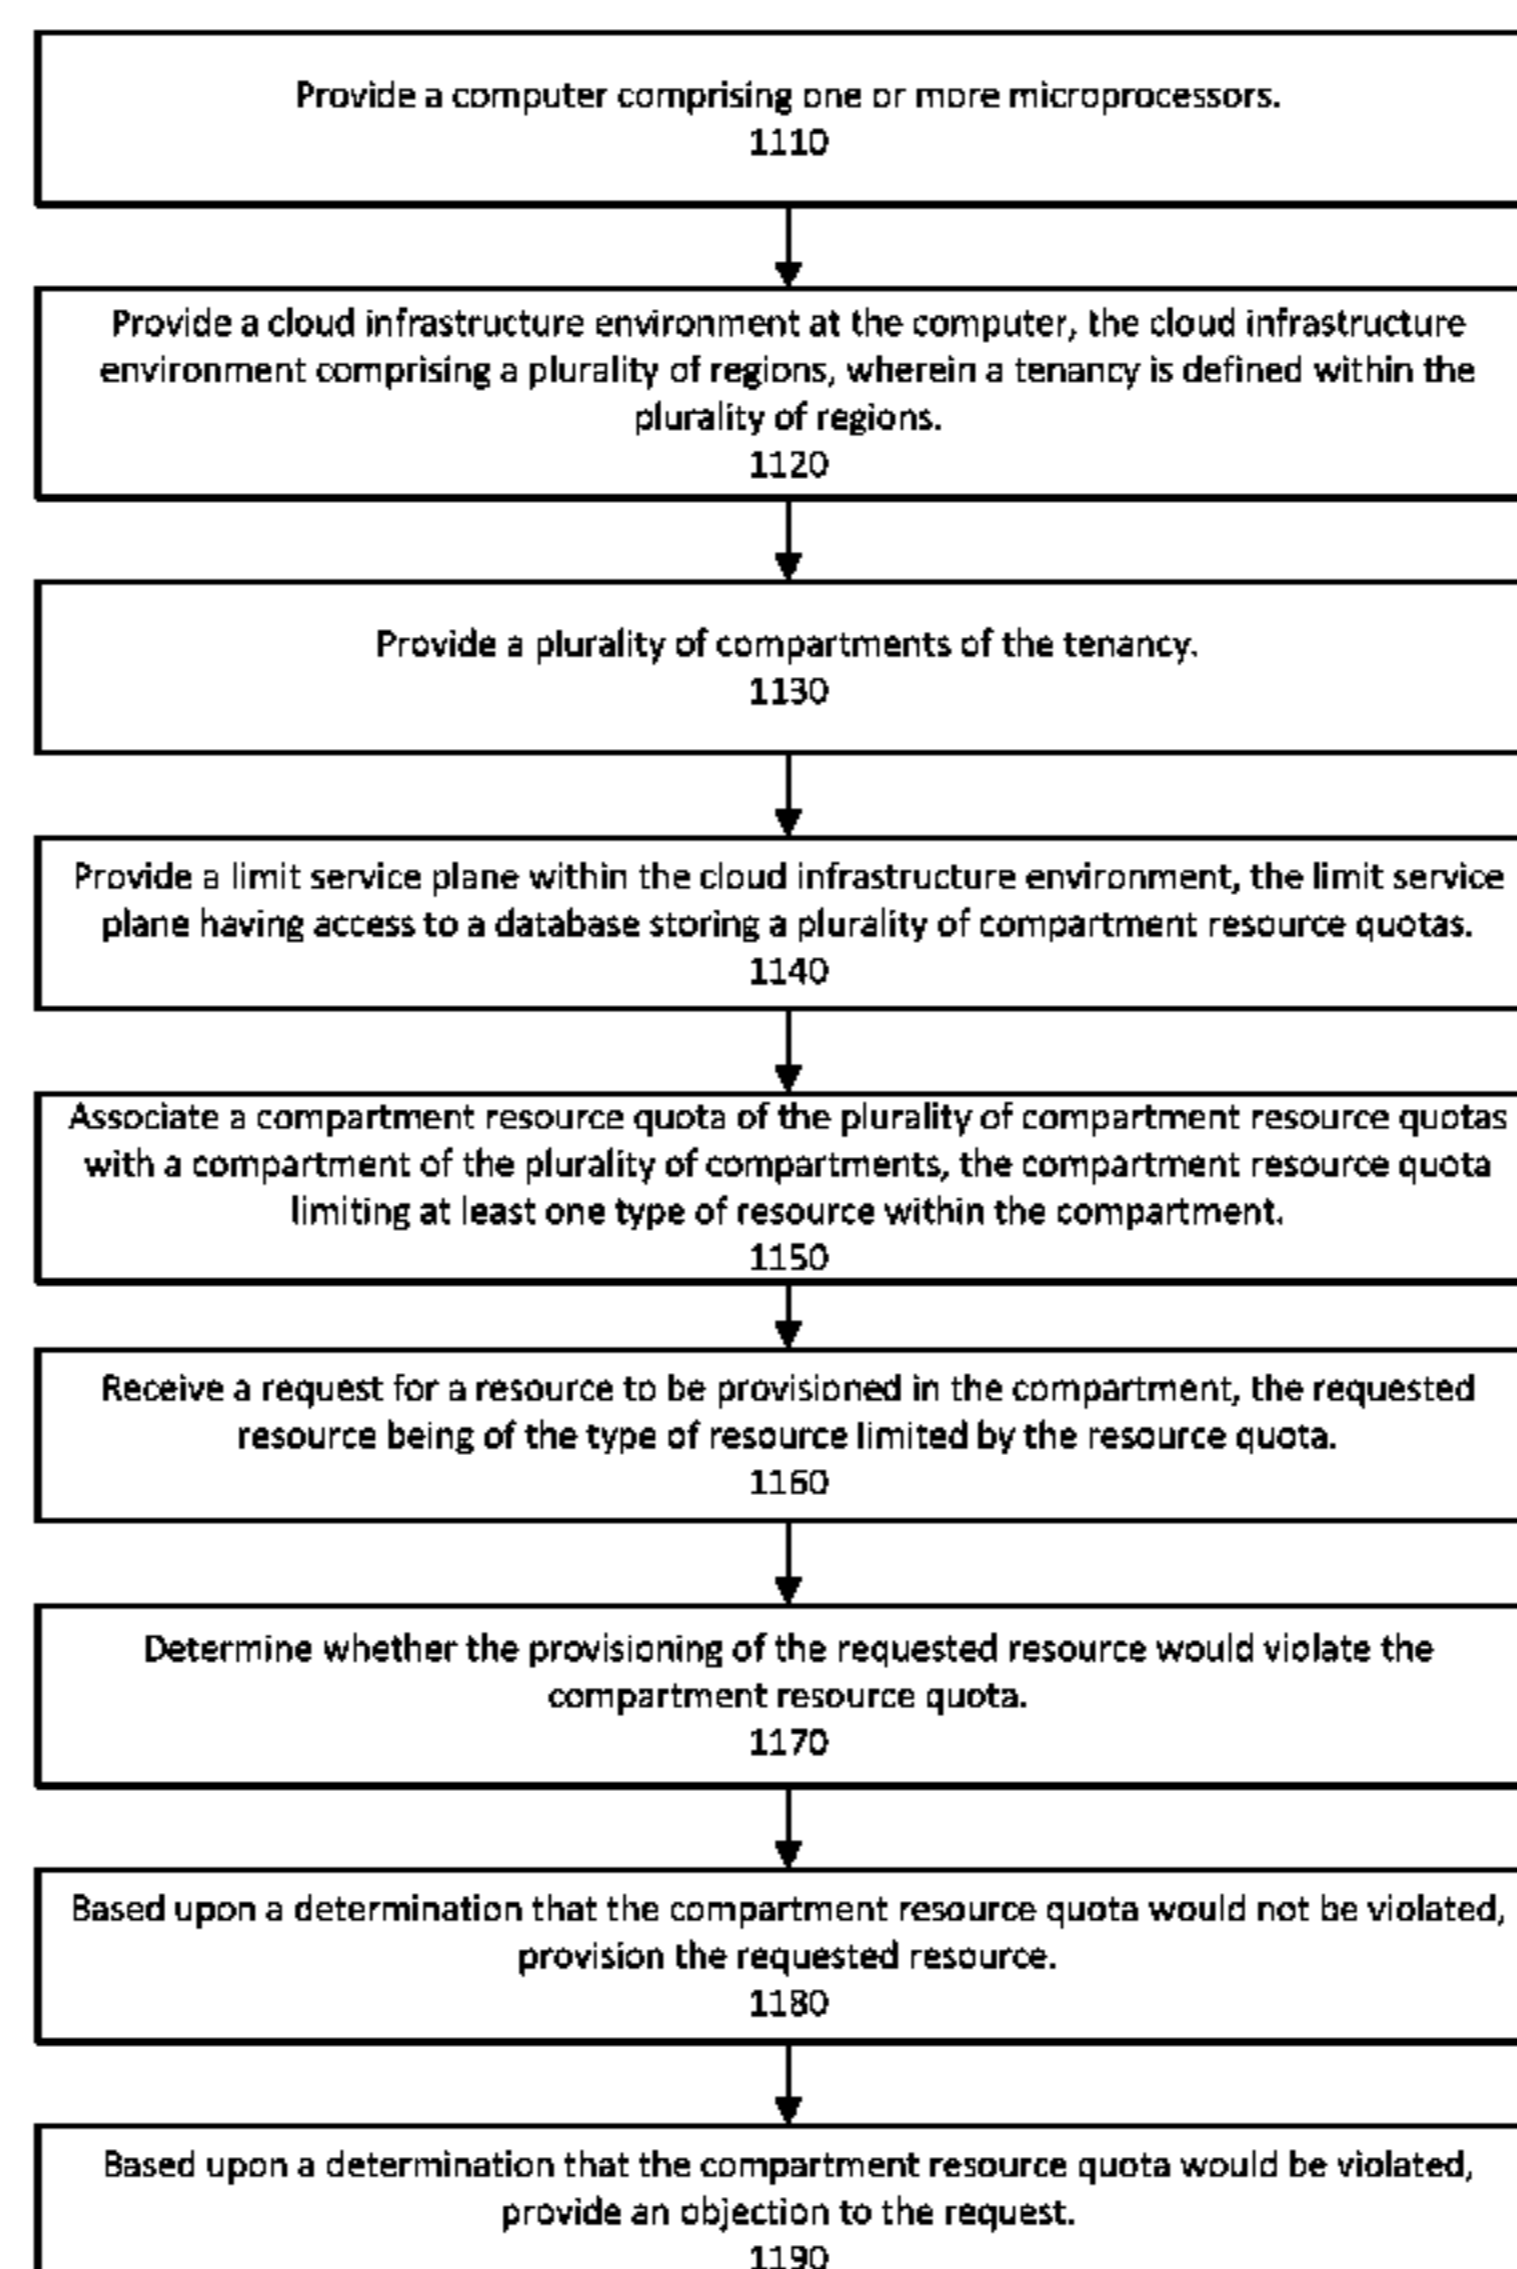 Provide a computer comprising one or more microprocessors.
1110
Provide a cloud infrastructure environment at the computer, the cloud infrastructure
environment comprising a plurality of regions, wherein a tenancy is defined within the
plurality of regions.
1120
Provide a plurality of compartments of the tenancy.
1130
Provide a limit service plane within the cloud infrastructure environment, the limit service
plane having access to a database storing a plurality of compartment resource quotas.
1140
Associate a compartment resource quota of the plurality of compartment resource quotas
with a compartment of the plurality of compartments, the compartment resource quota
limiting at least one type of resource within the compartment.
1150
Receive a request for a resource to be provisioned in the compartment, the requested
resource being of the type of resource limited by the resource quota.
1160
Determine whether the provisioning of the requested resource would violate the
compartment resource quota.
1170
Based upon a determination that the compartment resource quota would not be violated,
provision the requested resource.
1180
Based upon a determination that the compartment resource quota would be violated,
provide an objection to the request.
1190